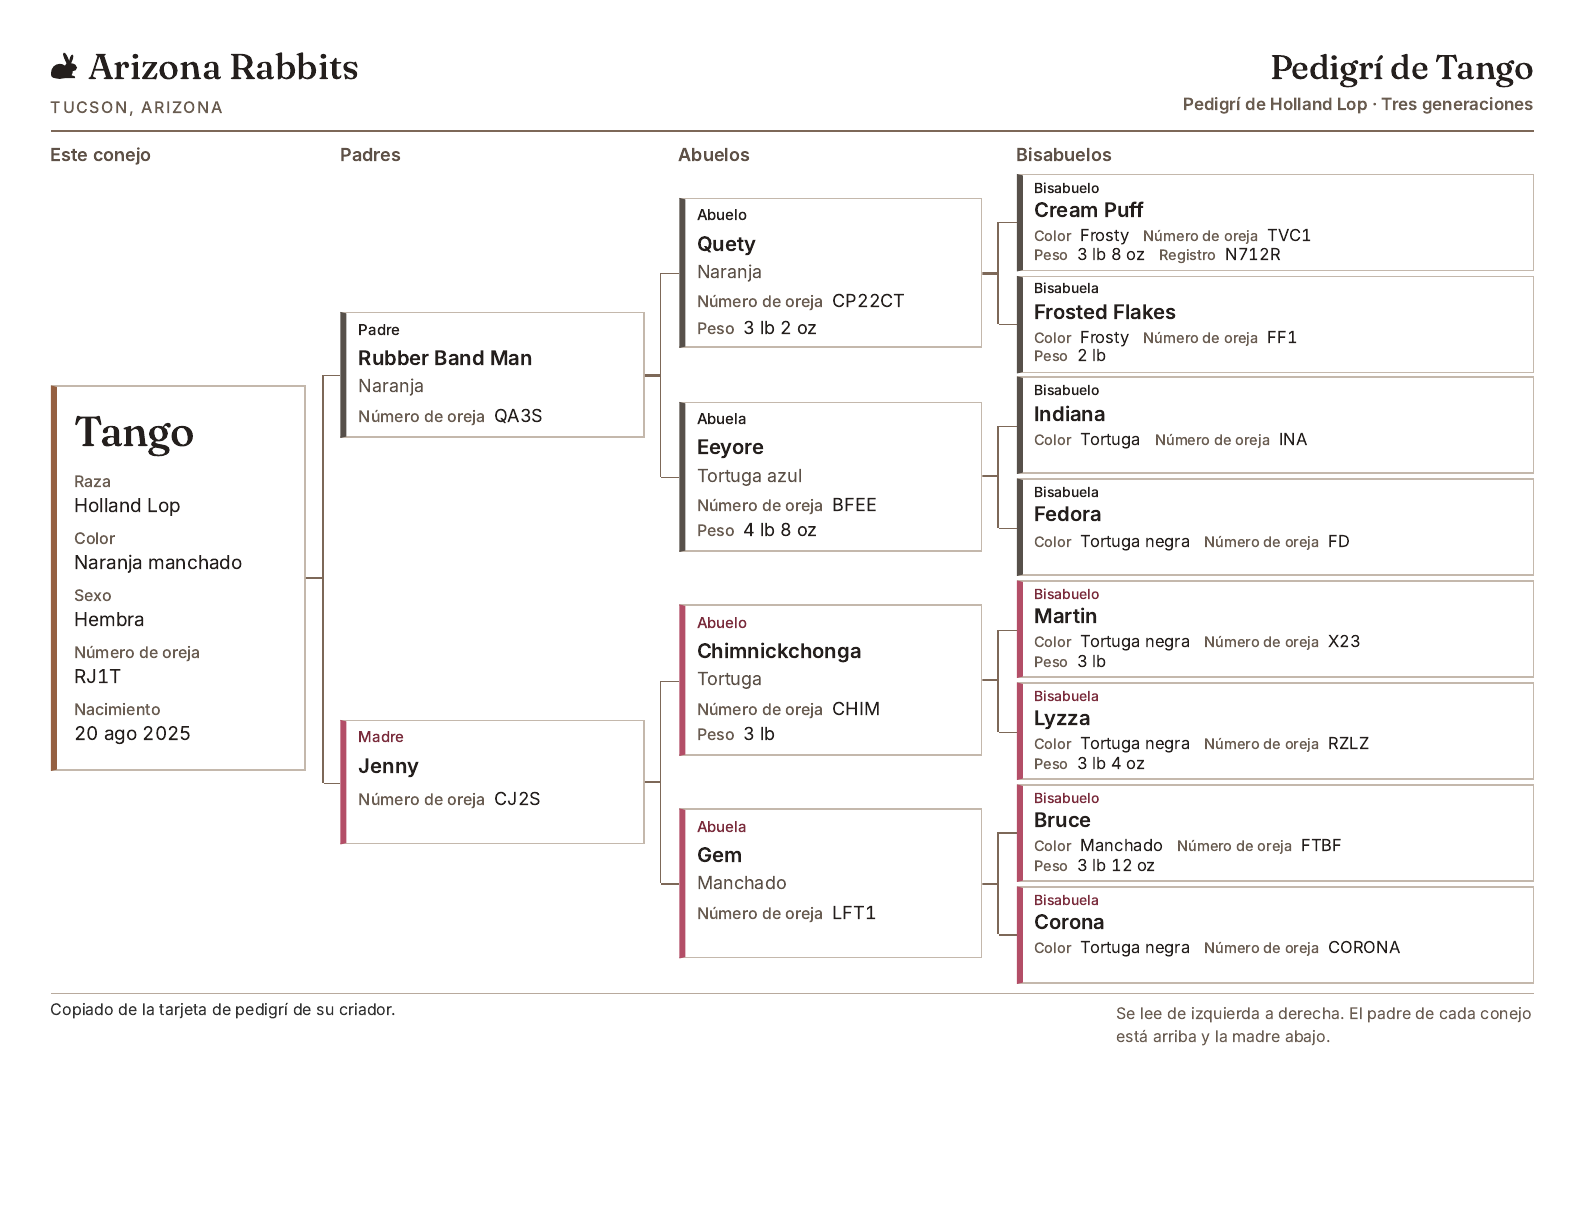 Arizona Rabbits
TUCSON, ARIZONA
Pedigrí de Tango
Pedigrí de Holland Lop · Tres generaciones
Este conejo
Padres
Abuelos
Bisabuelos
Tango
Raza
Holland Lop
Color
Naranja manchado
Sexo
Hembra
Número de oreja
RJ1T
Nacimiento
20 ago 2025
Padre
Rubber Band Man
Naranja
Número de oreja QA3S
Madre
Jenny
Número de oreja CJ2S
Abuelo
Quety
Naranja
Número de oreja CP22CT
Peso 3 lb 2 oz
Abuela
Eeyore
Tortuga azul
Número de oreja BFEE
Peso 4 lb 8 oz
Abuelo
Chimnickchonga
Tortuga
Número de oreja CHIM
Peso 3 lb
Abuela
Gem
Manchado
Número de oreja LFT1
Bisabuelo
Cream Puff
Color Frosty Número de oreja TVC1
Peso 3 lb 8 oz Registro N712R
Bisabuela
Frosted Flakes
Color Frosty Número de oreja FF1
Peso 2 lb
Bisabuelo
Indiana
Color Tortuga Número de oreja INA
Bisabuela
Fedora
Color Tortuga negra Número de oreja FD
Bisabuelo
Martin
Color Tortuga negra Número de oreja X23
Peso 3 lb
Bisabuela
Lyzza
Color Tortuga negra Número de oreja RZLZ
Peso 3 lb 4 oz
Bisabuelo
Bruce
Color Manchado Número de oreja FTBF
Peso 3 lb 12 oz
Bisabuela
Corona
Color Tortuga negra Número de oreja CORONA
Copiado de la tarjeta de pedigrí de su criador.
Se lee de izquierda a derecha. El padre de cada conejo
está arriba y la madre abajo.